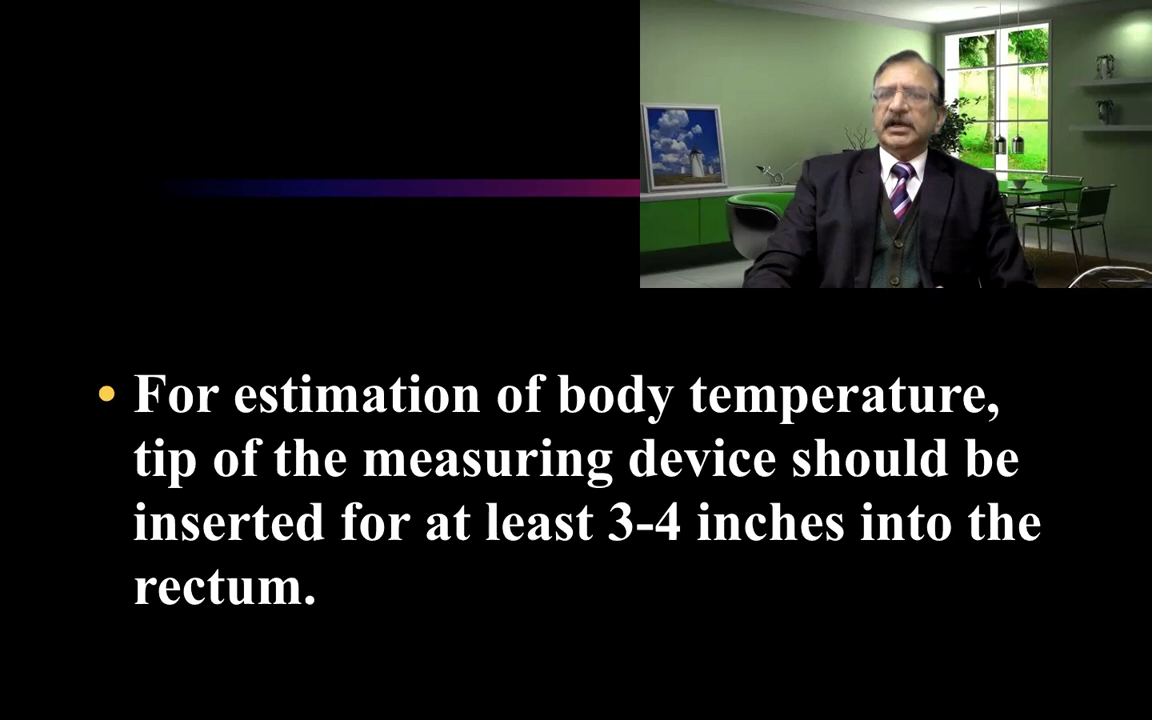 • For estimation of body temperature,
tip of the measuring device should be
inserted for at least 3-4 inches into the
rectum.